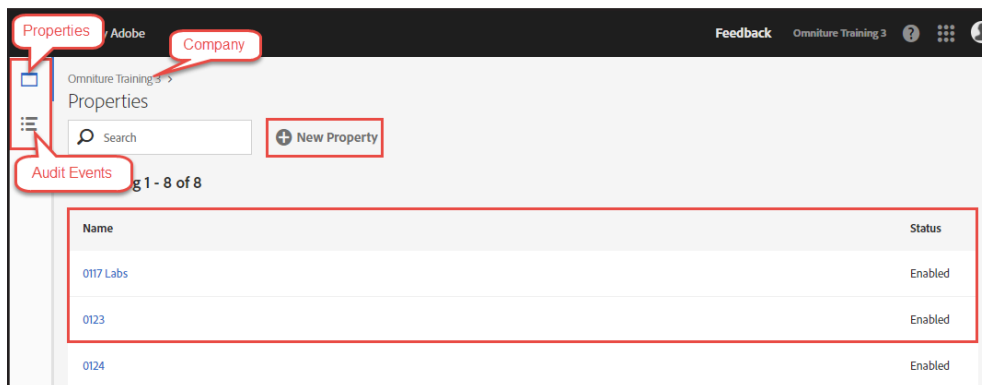 Properties
y Adobe
Company
Feedback
Omniture Training 3
Omniture Training 3 >
Properties
Search
New Property
Audit Events
g 1 - 8 of 8
Name
Status
0117 Labs
Enabled
0123
Enabled
0124
Enabled